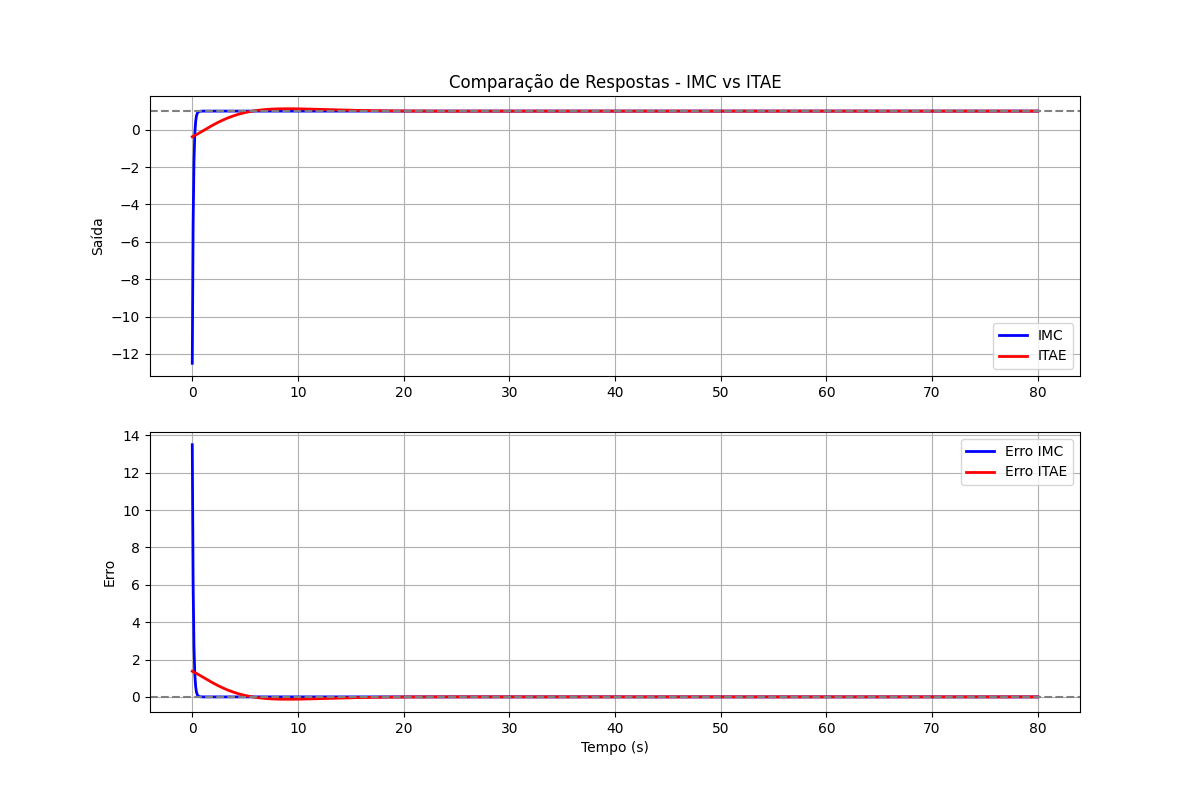 Comparação de Respostas - IMC vs ITAE
0
−2
−4
−6
−8
−10
−12
Saída
IMC
ITAE
0 10 20 30 40 50 60 70 80
14
12
10
8
6
4
2
0
Erro
Erro IMC
Erro ITAE
0 10 20 30 40 50 60 70 80
Tempo (s)